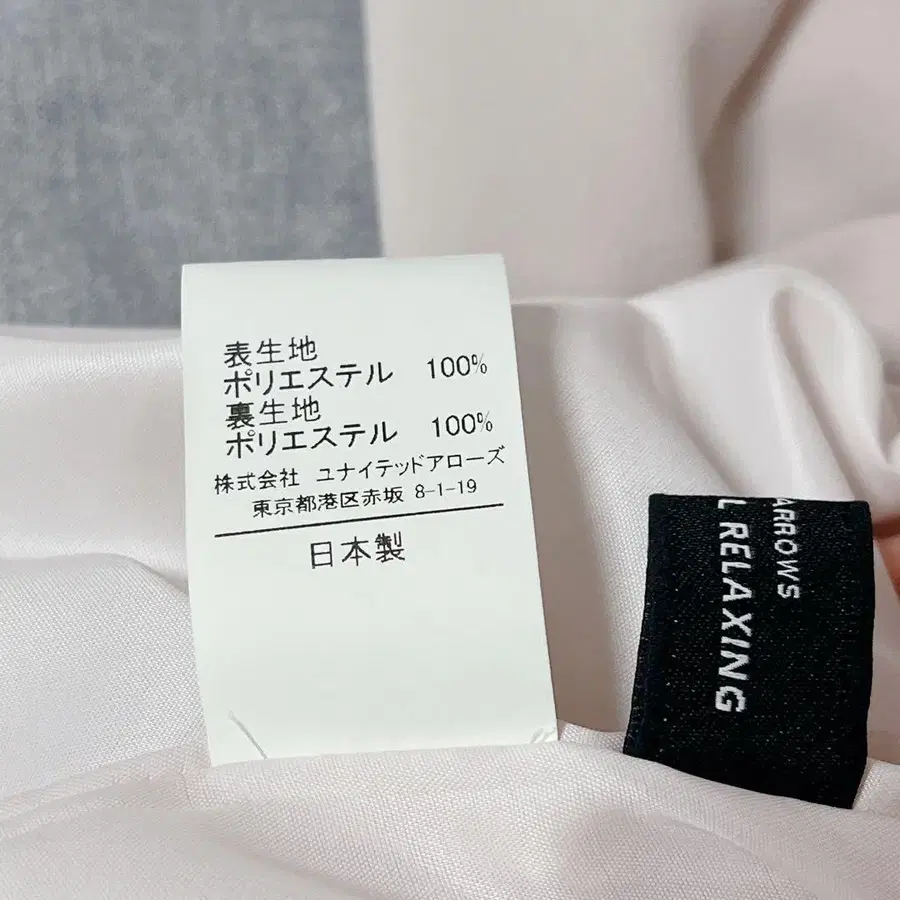 表生地
ポリエステル 100%
裏生地
ポリエステル 100%
株式会社 ユナイテッドアローズ
東京都港区赤坂 8-1-19
日本製
ARROWS
L RELAXING